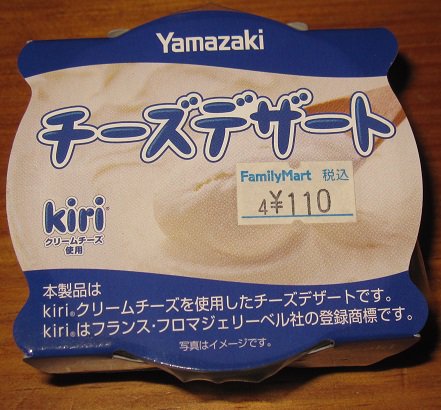 Yamazaki
チーズデザート
FamilyMart 税込
4¥110
kiri®
クリームチーズ
使用
本製品は
kiri®クリームチーズを使用したチーズデザートです。
kiri®はフランス・フロマジェリーベル社の登録商標です。
写真はイメージです。